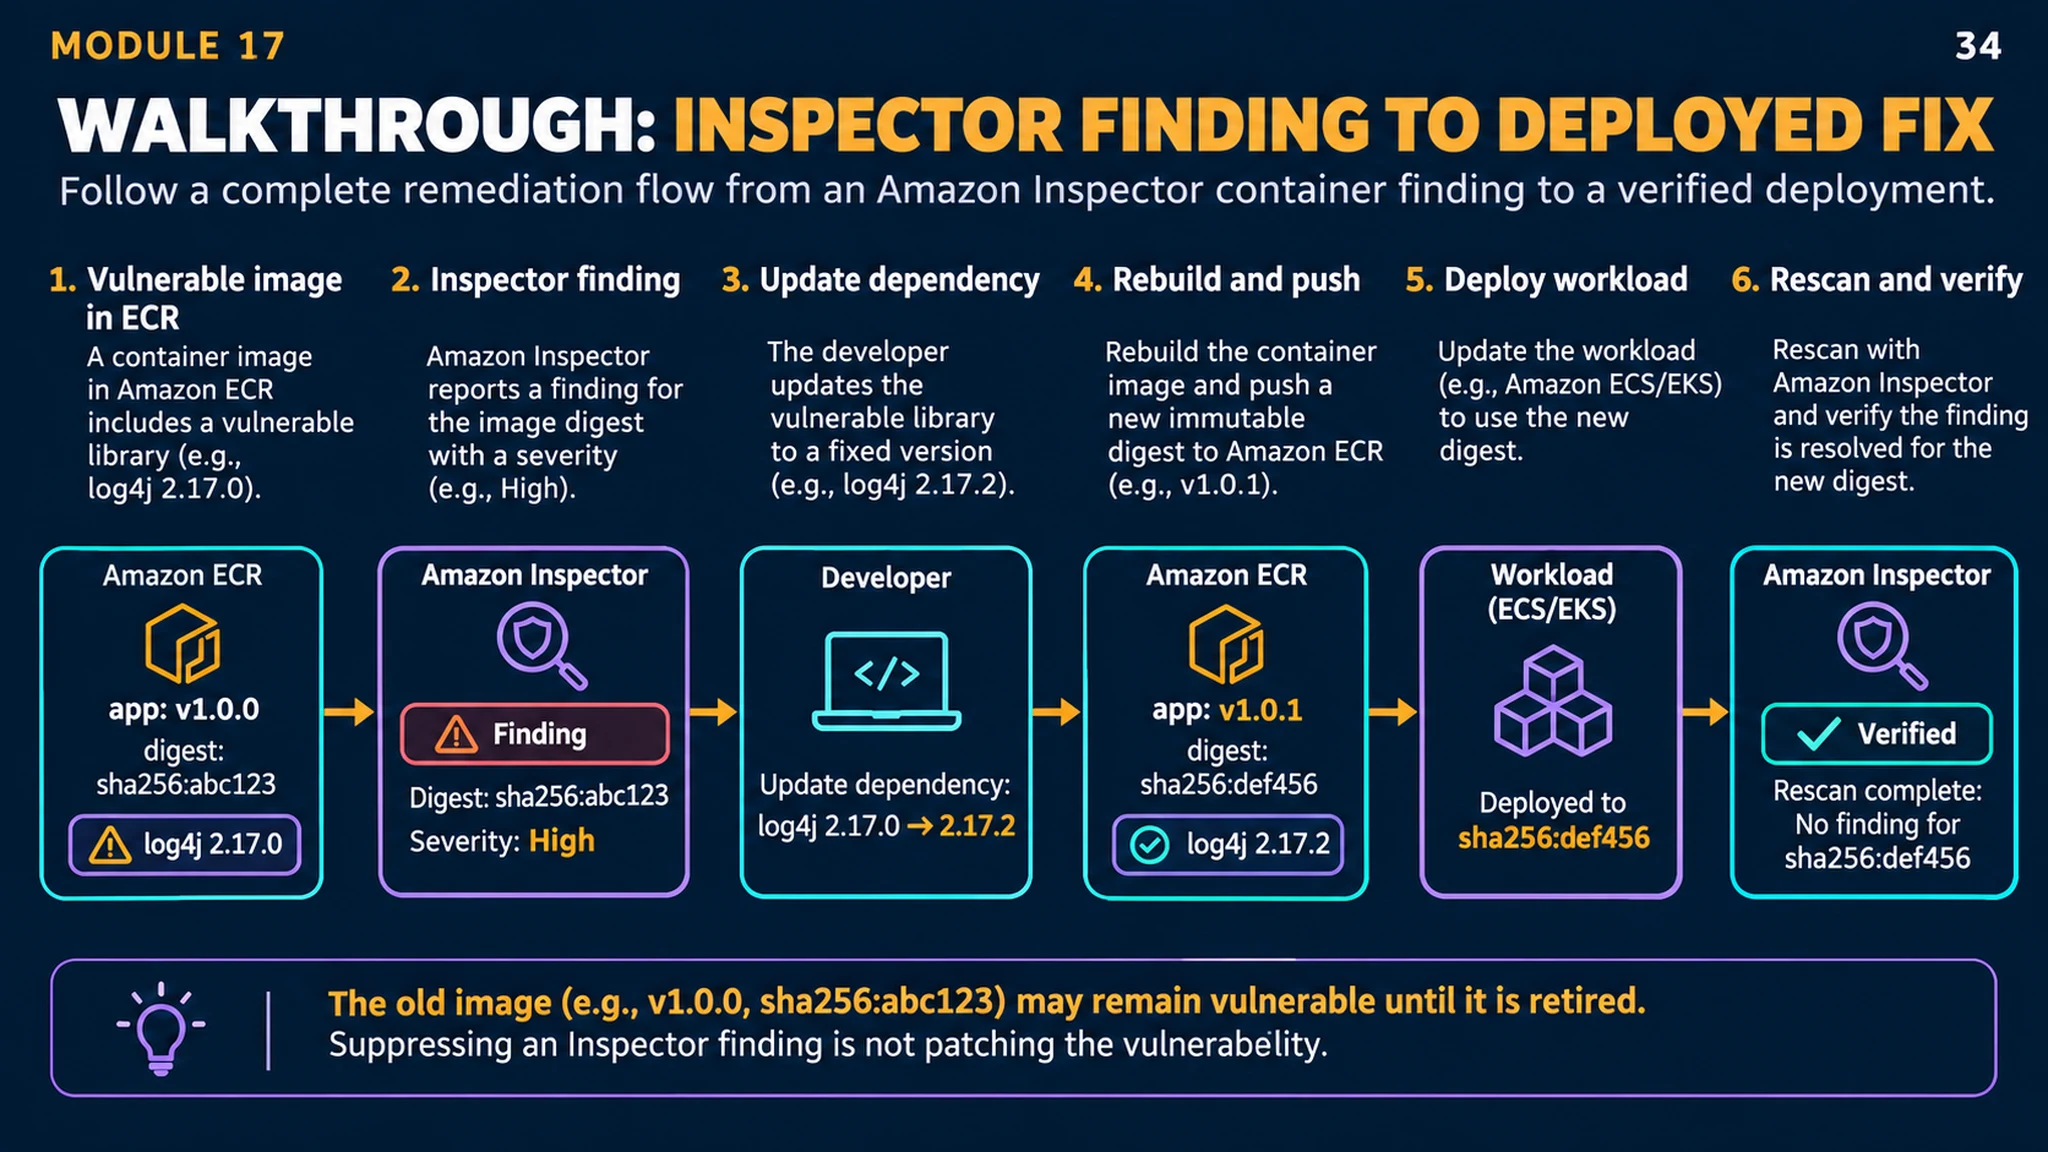 MODULE 17
34
WALKTHROUGH: INSPECTOR FINDING TO DEPLOYED FIX
Follow a complete remediation flow from an Amazon Inspector container finding to a verified deployment.
1. Vulnerable image
in ECR
A container image
in Amazon ECR
includes a vulnerable
library (e.g.,
log4j 2.17.0).
2. Inspector finding
Amazon Inspector
reports a finding for
the image digest
with a severity
(e.g., High).
3. Update dependency
The developer
updates the
vulnerable library
to a fixed version
(e.g., log4j 2.17.2).
4. Rebuild and push
Rebuild the container
image and push a
new immutable
digest to Amazon ECR
(e.g., v1.0.1).
5. Deploy workload
Update the workload
(e.g., Amazon ECS/EKS)
to use the new
digest.
6. Rescan and verify
Rescan with
Amazon Inspector
and verify the finding
is resolved for the
new digest.
Amazon ECR
app: v1.0.0
digest:
sha256:abc123
log4j 2.17.0
Amazon Inspector
Finding
Digest: sha256:abc123
Severity: High
Developer
</>
Update dependency:
log4j 2.17.0 → 2.17.2
Amazon ECR
app: v1.0.1
digest:
sha256:def456
log4j 2.17.2
Workload
(ECS/EKS)
Deployed to
sha256:def456
Amazon Inspector
Verified
Rescan complete:
No finding for
sha256:def456
The old image (e.g., v1.0.0, sha256:abc123) may remain vulnerable until it is retired.
Suppressing an Inspector finding is not patching the vulnerabelity.